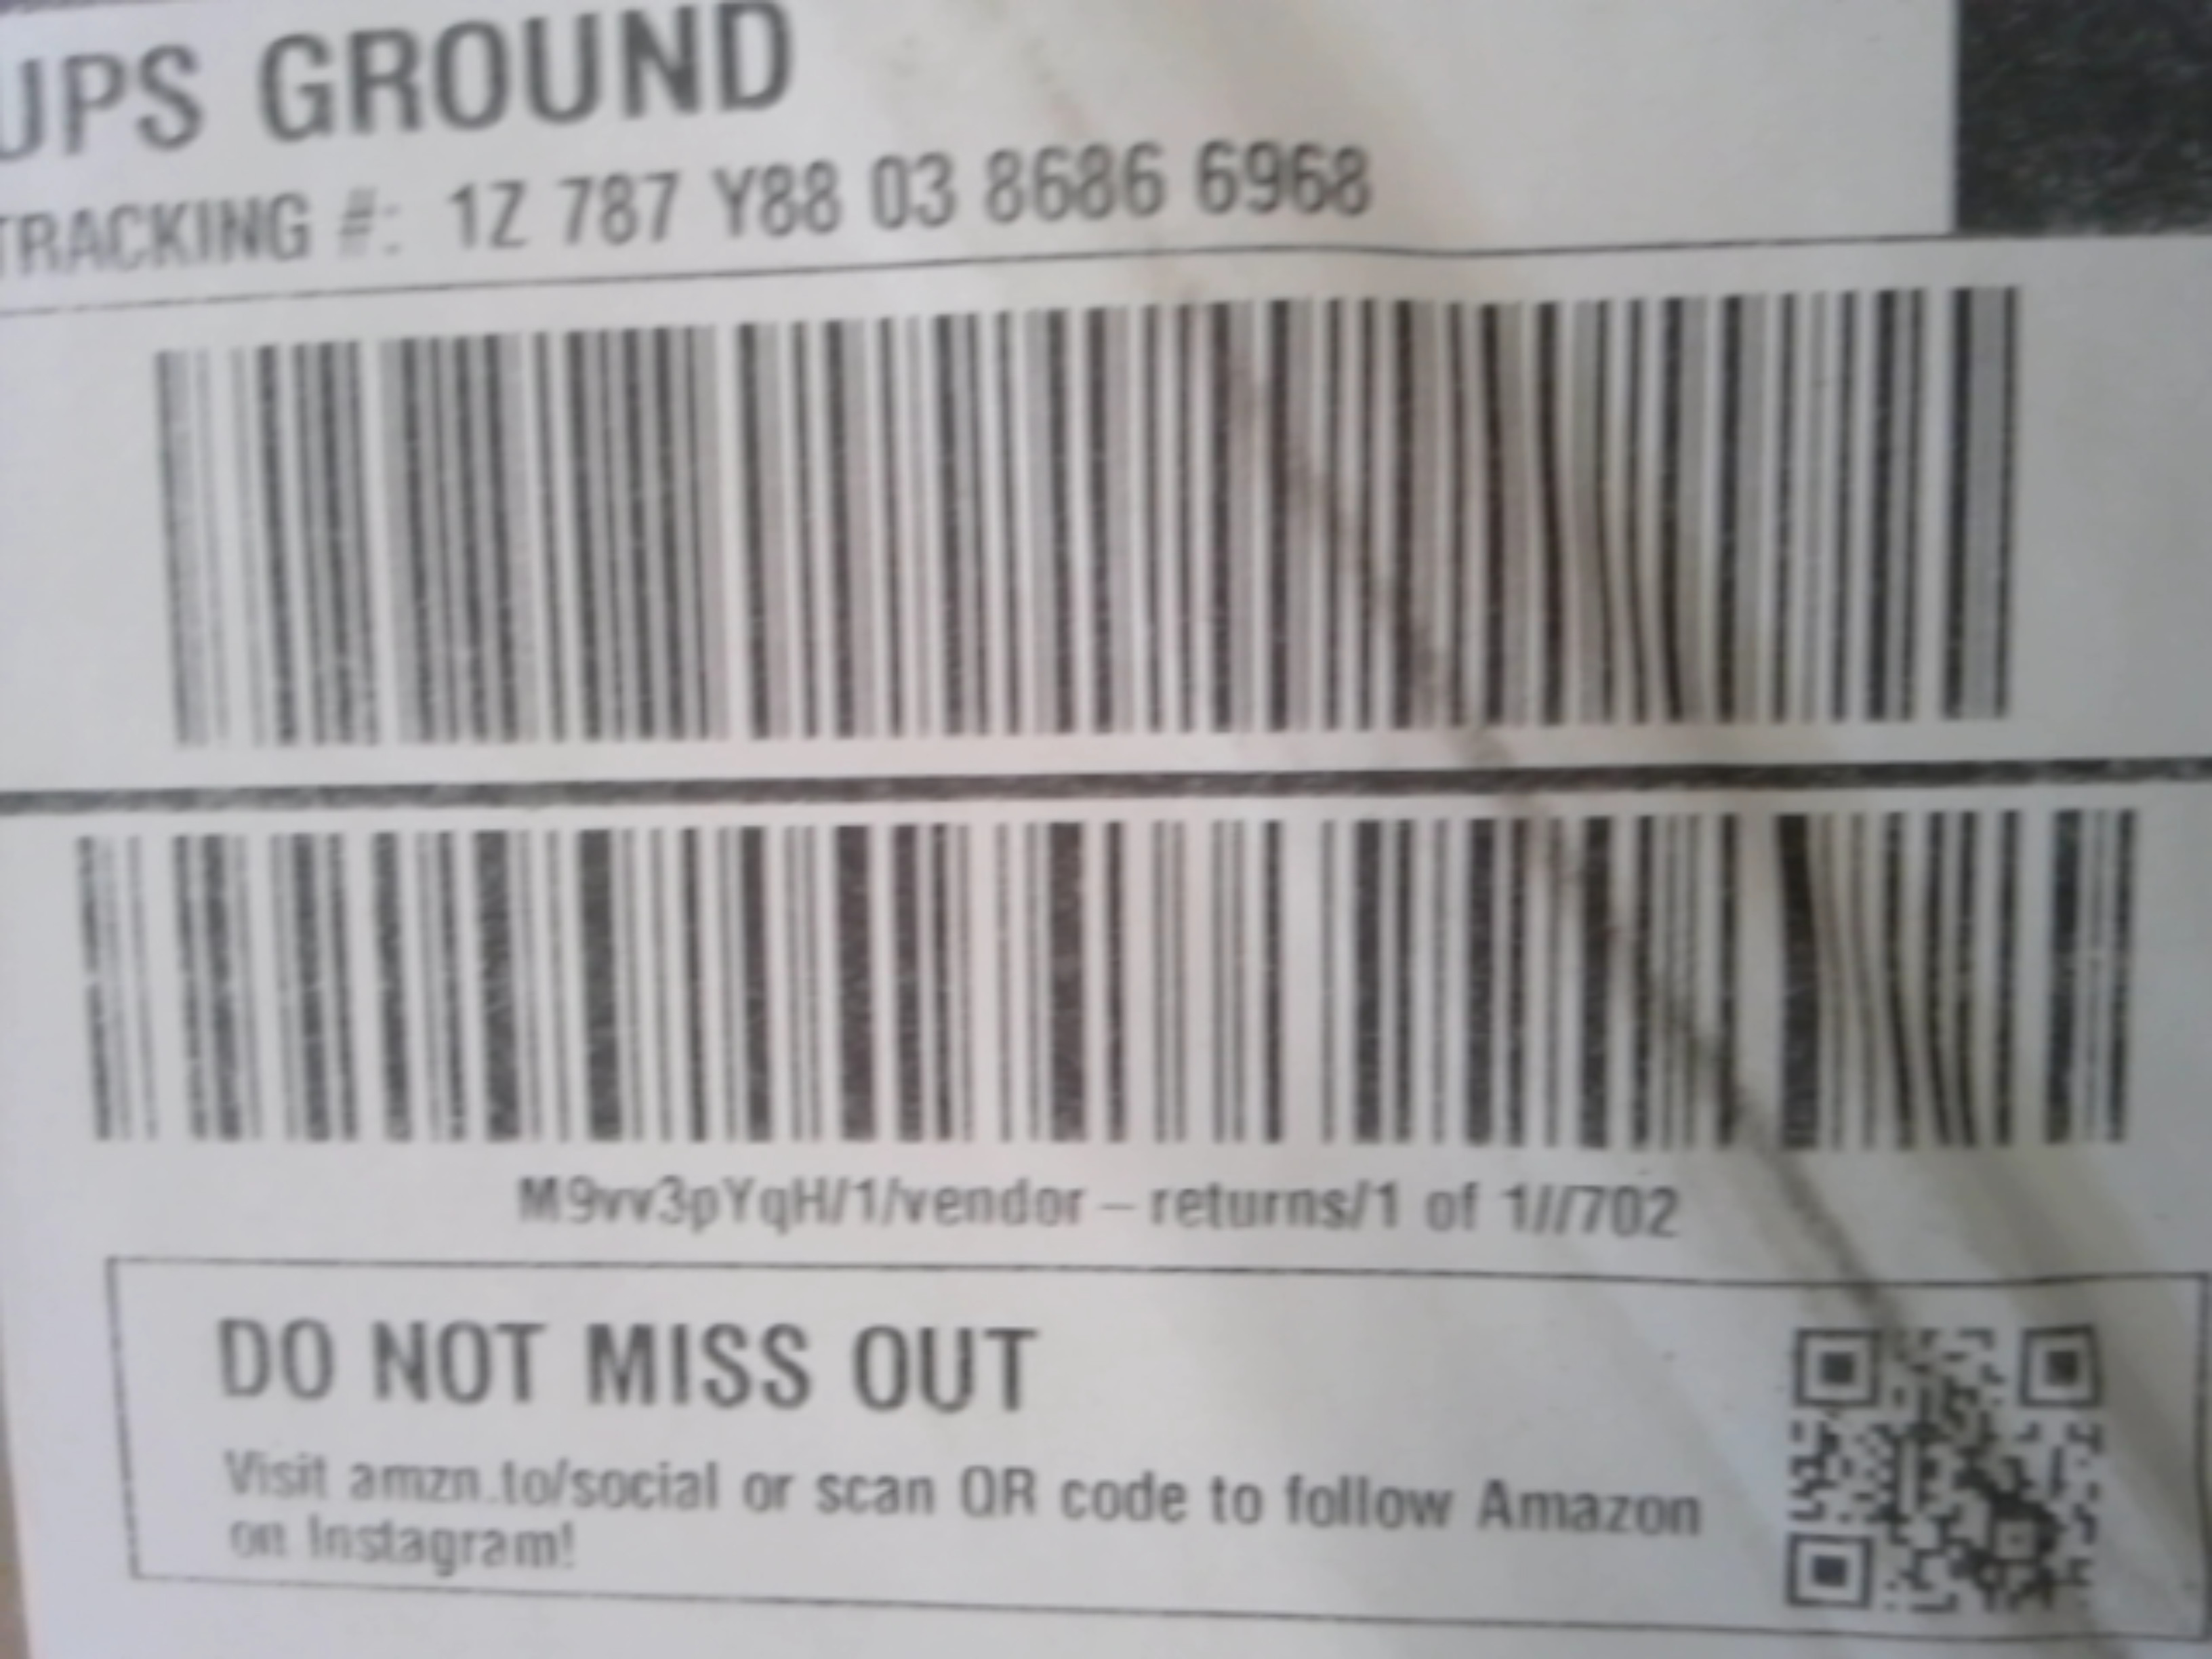 UPS GROUND
TRACKING #: 1Z 787 Y88 03 8686 6968
M9vv3pYqH/1/vendor – returns/1 of 1///702
DO NOT MISS OUT
Visit amzn.to/social or scan QR code to follow Amazon
on Instagram!